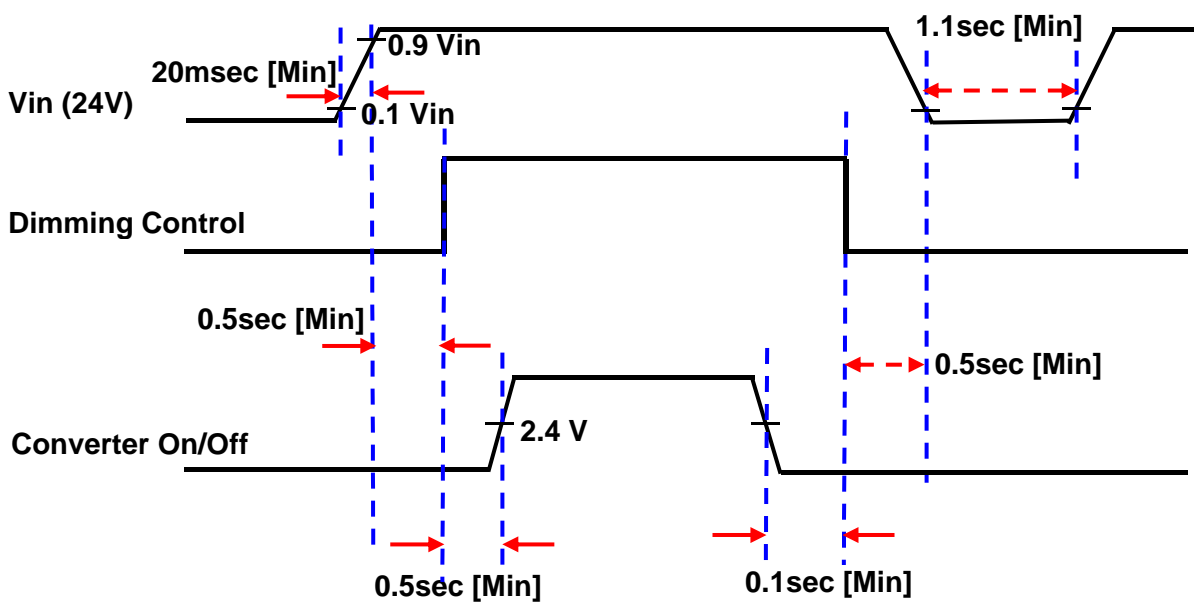 1.1sec [Min]
0.9 Vin
20msec [Min]
Vin (24V)
0.1 Vin
Dimming Control
0.5sec [Min]
0.5sec [Min]
2.4 V
Converter On/Off
0.5sec [Min]
0.1sec [Min]